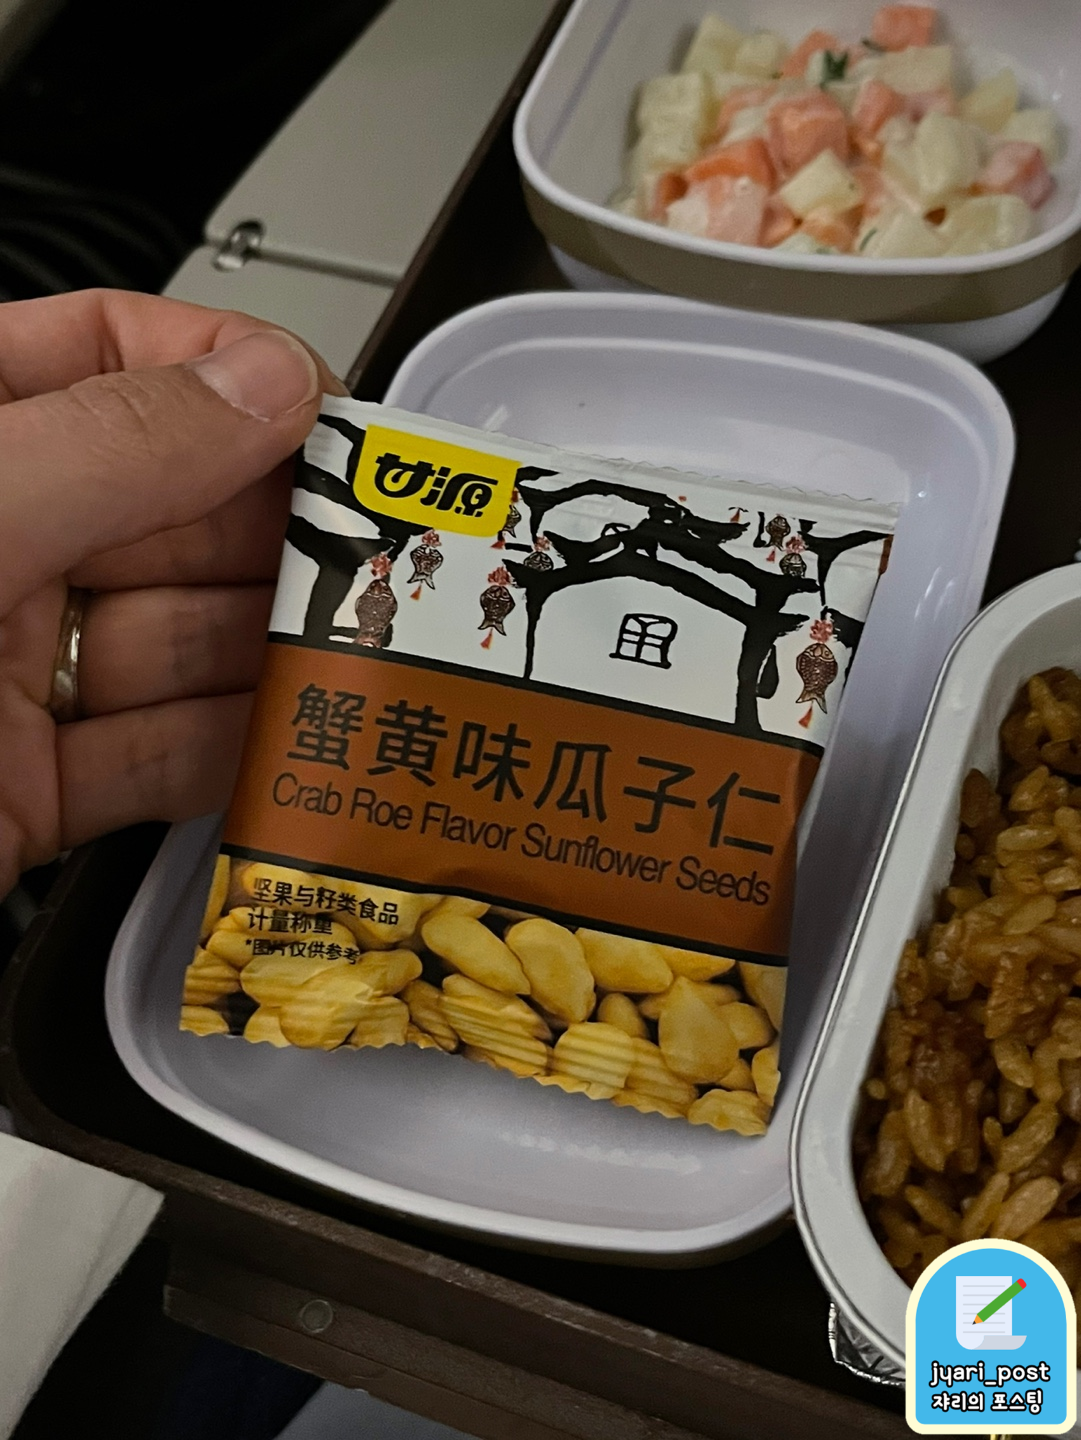 甘源
蟹黄味瓜子仁
Crab Roe Flavor Sunflower Seeds
坚果与籽类食品
计量称重
*图片仅供参考
jyari_post
쟈리의 포스팅